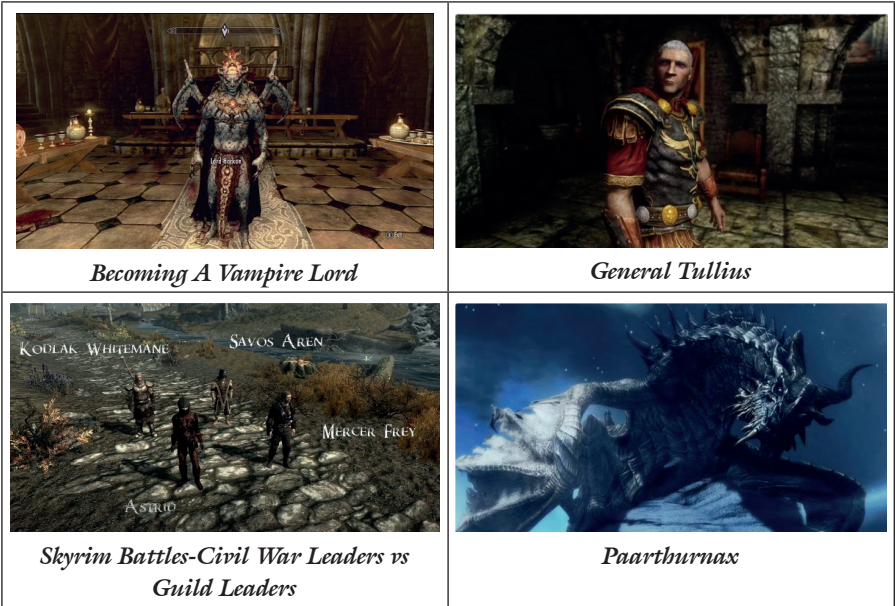 Lord Harkon
Exit
Becoming A Vampire Lord
General Tullius
Kodlak Whitemane
Savos Aren
Mercer Frey
Astrid
Skyrim Battles-Civil War Leaders vs
Guild Leaders
Paarthurnax